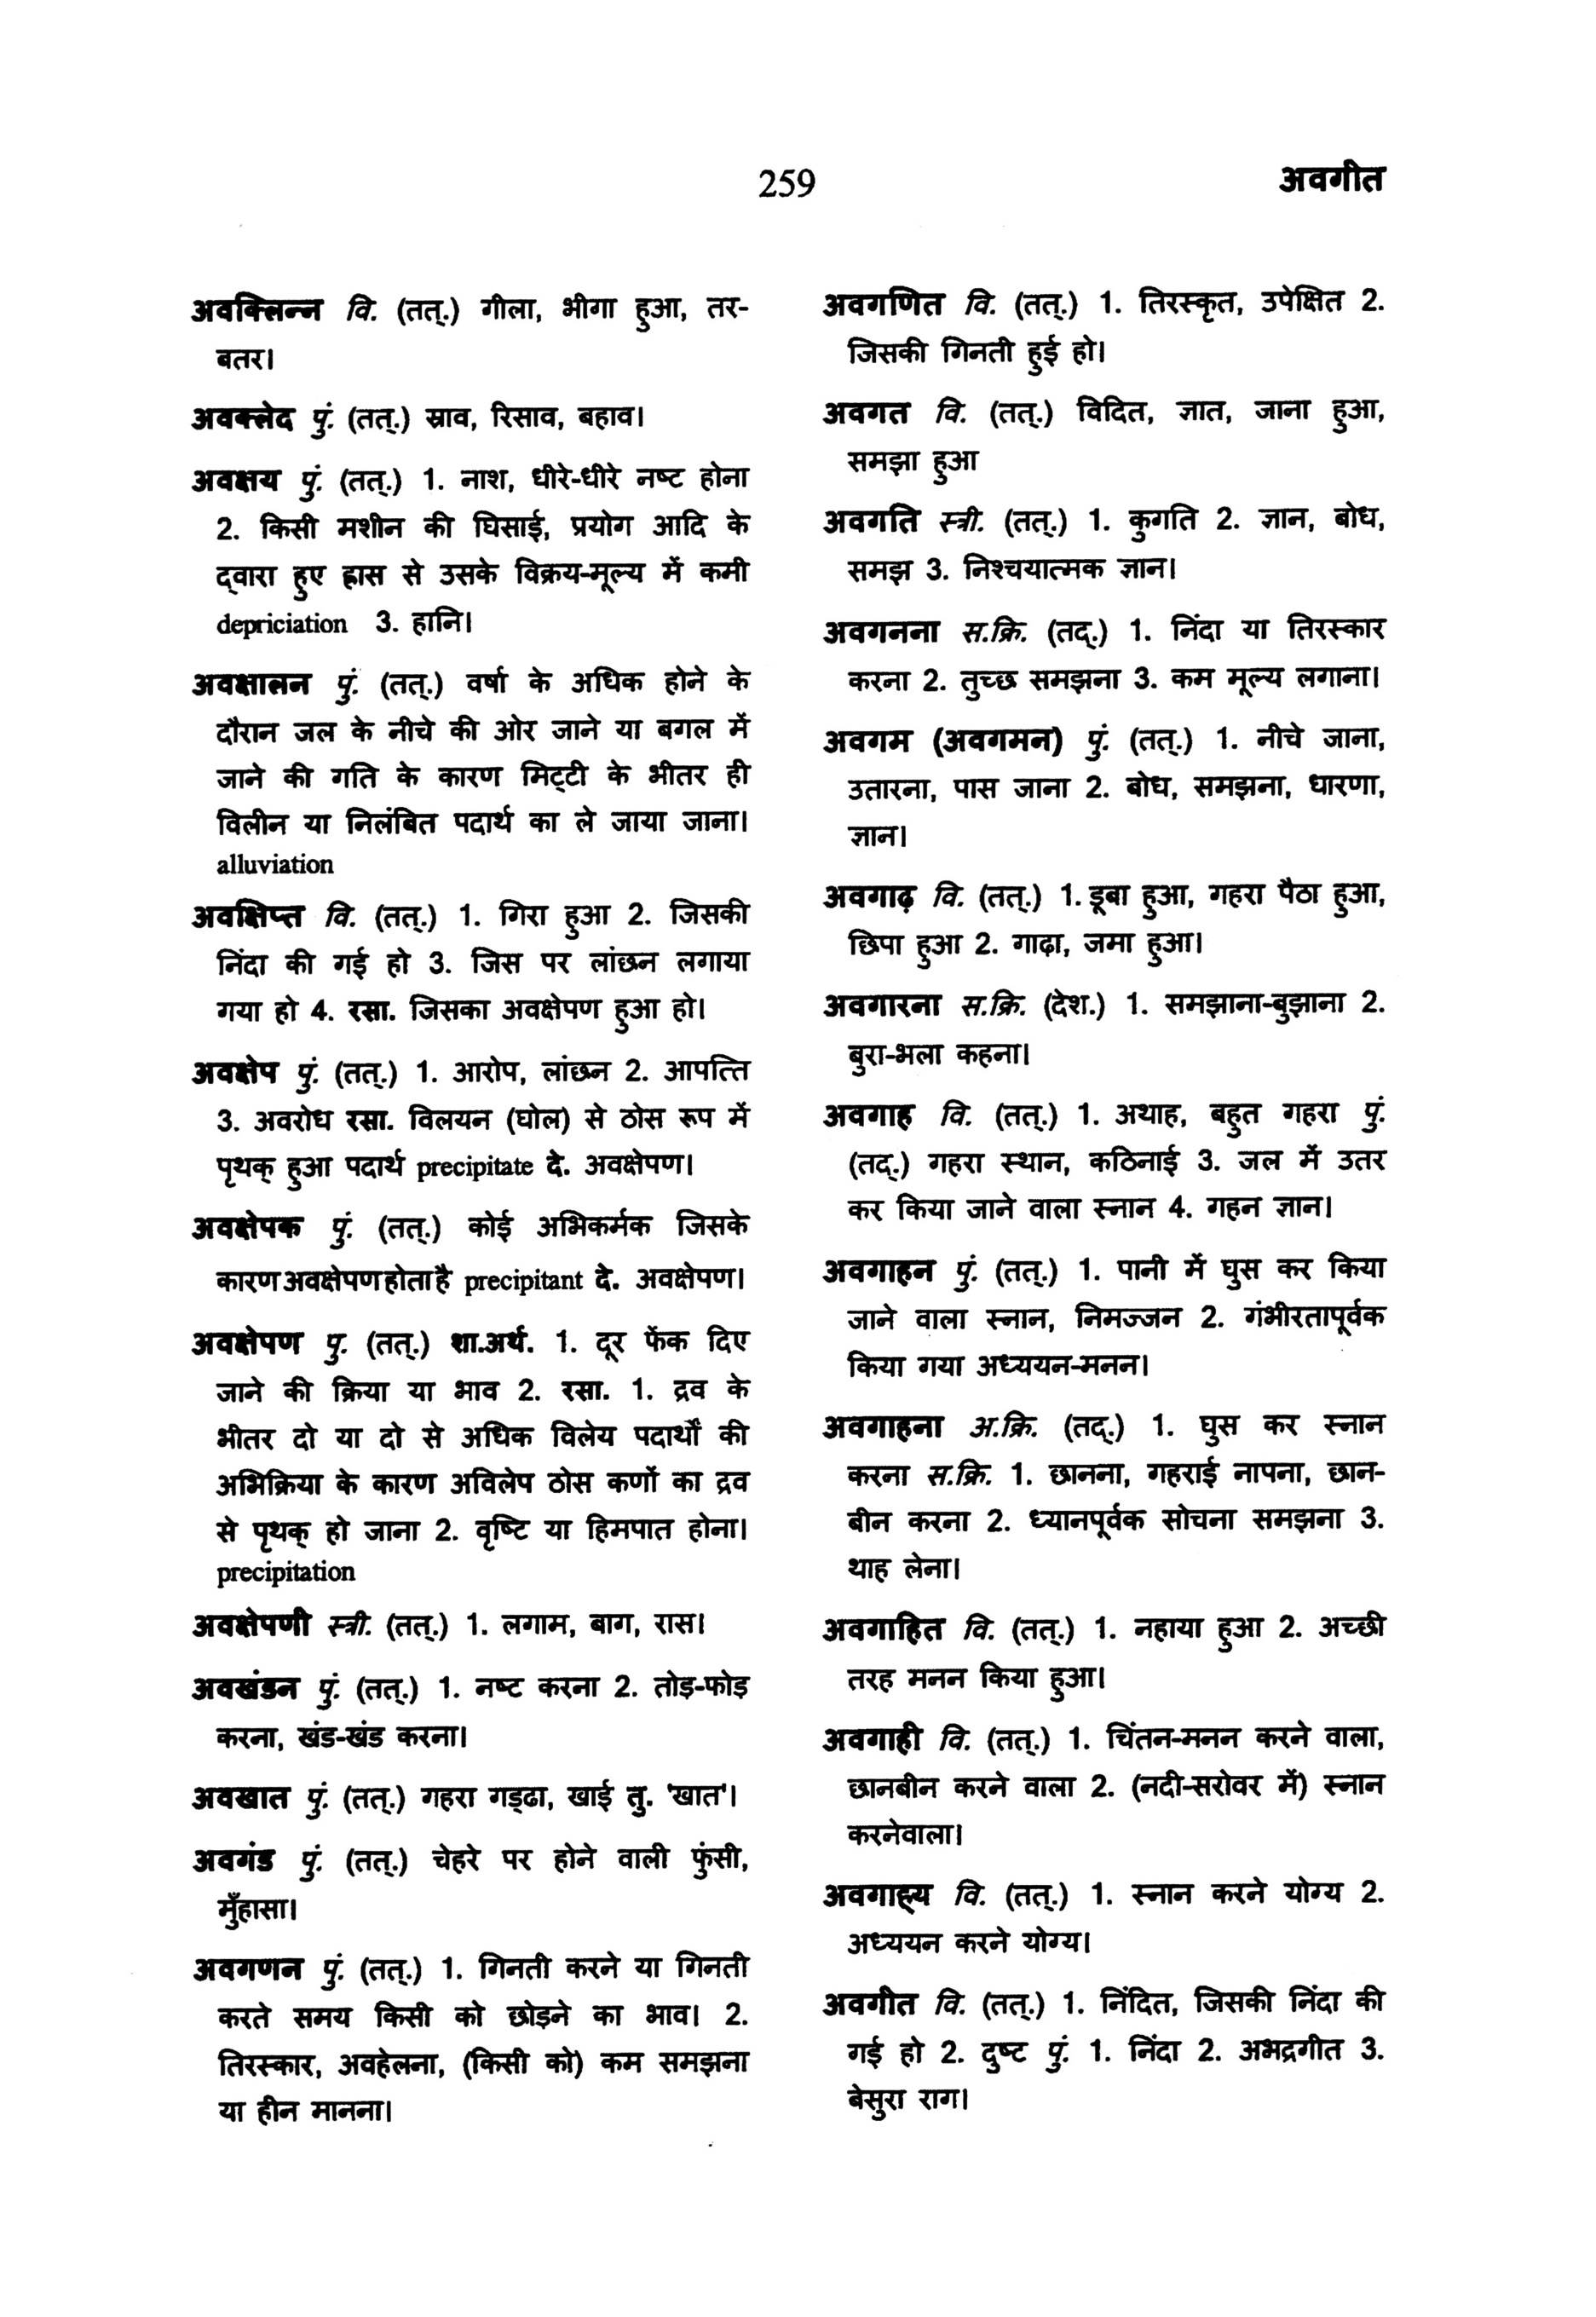 259
अवगीत
अवक्लिन्न वि. (तत्.) गीला, भीगा हुआ, तर-
बतर।
अवक्लेद पुं. (तत्.) स्राव, रिसाव, बहाव।
अवक्षय पुं. (तत्.) 1. नाश, धीरे-धीरे नष्ट होना
2. किसी मशीन की घिसाई, प्रयोग आदि के
द्वारा हुए ह्रास से उसके विक्रय-मूल्य में कमी
depriciation 3. हानि।
अवक्षालन पुं. (तत्.) वर्षा के अधिक होने के
दौरान जल के नीचे की ओर जाने या बगल में
जाने की गति के कारण मिट्टी के भीतर ही
विलीन या निलंबित पदार्थ का ले जाया जाना।
alluviation
अवक्षिप्त वि. (तत्.) 1. गिरा हुआ 2. जिसकी
निंदा की गई हो 3. जिस पर लांछन लगाया
गया हो 4. रसा. जिसका अवक्षेपण हुआ हो।
अवक्षेप पुं. (तत्.) 1. आरोप, लांछन 2. आपत्ति
3. अवरोध रसा. विलयन (घोल) से ठोस रूप में
पृथक् हुआ पदार्थ precipitate दे. अवक्षेपण।
अवक्षेपक पुं. (तत्.) कोई अभिकर्मक जिसके
कारण अवक्षेपण होता है precipitant दे. अवक्षेपण।
अवक्षेपण पु. (तत्.) शा.अर्थ. 1. दूर फेंक दिए
जाने की क्रिया या भाव 2. रसा. 1. द्रव के
भीतर दो या दो से अधिक विलेय पदार्थों की
अभिक्रिया के कारण अविलेप ठोस कणों का द्रव
से पृथक् हो जाना 2. वृष्टि या हिमपात होना।
precipitation
अवक्षेपणी स्त्री. (तत्.) 1. लगाम, बाग, रास।
अवखंडन पुं. (तत्.) 1. नष्ट करना 2. तोड़-फोड़
करना, खंड-खंड करना।
अवखात पुं. (तत्.) गहरा गड्ढा, खाई तु. 'खात'।
अवगंड पुं. (तत्.) चेहरे पर होने वाली फुंसी,
मुँहासा।
अवगणन पुं. (तत्.) 1. गिनती करने या गिनती
करते समय किसी को छोड़ने का भाव। 2.
तिरस्कार, अवहेलना, (किसी को) कम समझना
या हीन मानना।
अवगणित वि. (तत्.) 1. तिरस्कृत, उपेक्षित 2.
जिसकी गिनती हुई हो।
अवगत वि. (तत्.) विदित, ज्ञात, जाना हुआ,
समझा हुआ
अवगति स्त्री. (तत्.) 1. कुगति 2. ज्ञान, बोध,
समझ 3. निश्चयात्मक ज्ञान।
अवगनना स.क्रि. (तद्.) 1. निंदा या तिरस्कार
करना 2. तुच्छ समझना 3. कम मूल्य लगाना।
अवगम (अवगमन) पुं. (तत्.) 1. नीचे जाना,
उतारना, पास जाना 2. बोध, समझना, धारणा,
ज्ञान।
अवगाढ़ वि. (तत्.) 1. डूबा हुआ, गहरा पैठा हुआ,
छिपा हुआ 2. गाढ़ा, जमा हुआ।
अवगारना स.क्रि. (देश.) 1. समझाना-बुझाना 2.
बुरा-भला कहना।
अवगाह वि. (तत्.) 1. अथाह, बहुत गहरा पुं.
(तद्.) गहरा स्थान, कठिनाई 3. जल में उतर
कर किया जाने वाला स्नान 4. गहन ज्ञान।
अवगाहन पुं. (तत्.) 1. पानी में घुस कर किया
जाने वाला स्नान, निमज्जन 2. गंभीरतापूर्वक
किया गया अध्ययन-मनन।
अवगाहना अ.क्रि. (तद्.) 1. घुस कर स्नान
करना स.क्रि. 1. छानना, गहराई नापना, छान-
बीन करना 2. ध्यानपूर्वक सोचना समझना 3.
थाह लेना।
अवगाहित वि. (तत्.) 1. नहाया हुआ 2. अच्छी
तरह मनन किया हुआ।
अवगाही वि. (तत्.) 1. चिंतन-मनन करने वाला,
छानबीन करने वाला 2. (नदी-सरोवर में) स्नान
करनेवाला।
अवगाह्य वि. (तत्.) 1. स्नान करने योग्य 2.
अध्ययन करने योग्य।
अवगीत वि. (तत्.) 1. निंदित, जिसकी निंदा की
गई हो 2. दुष्ट पुं. 1. निंदा 2. अभद्रगीत 3.
बेसुरा राग।